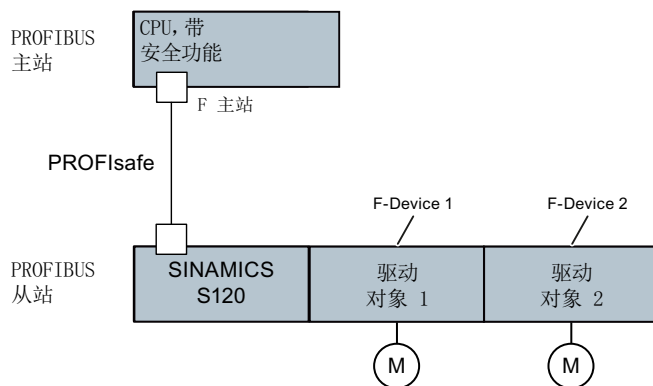 PROFIBUS
主站
CPU, 带
安全功能
F 主站
PROFIsafe
F-Device 1
F-Device 2
PROFIBUS
从站
SINAMICS
S120
驱动
对象 1
驱动
对象 2
M
M